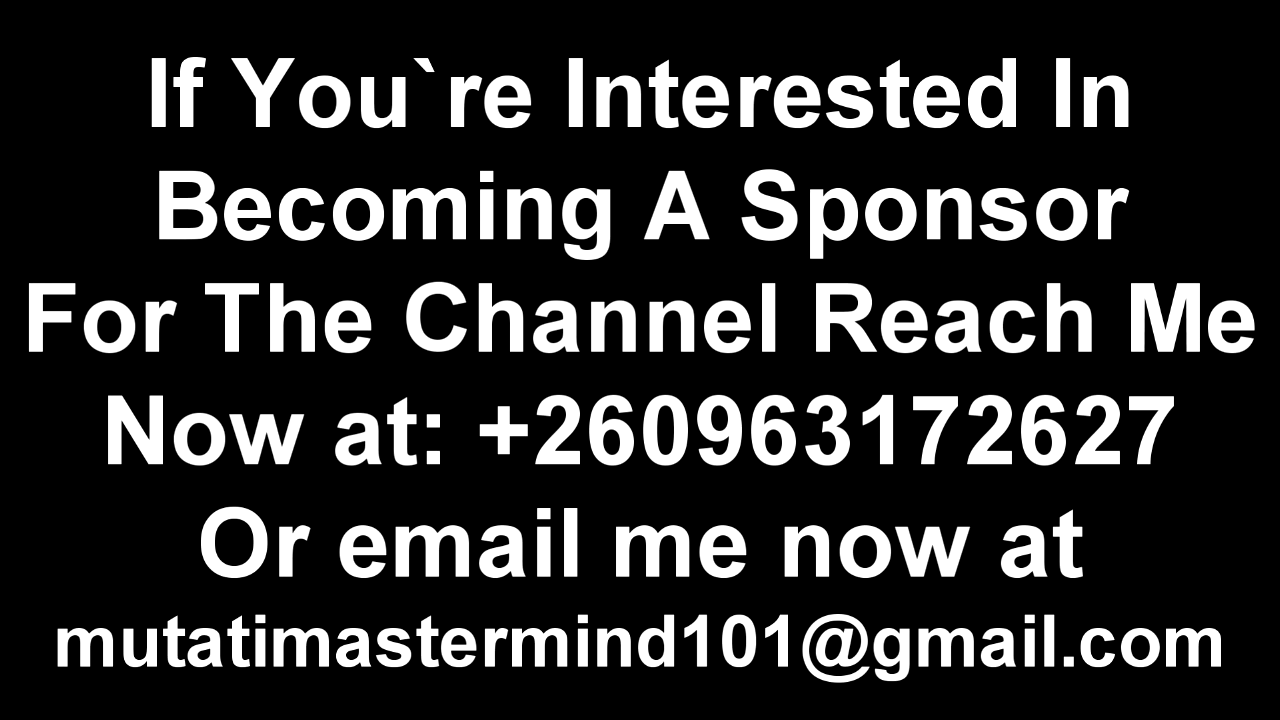 If You`re Interested In
Becoming A Sponsor
For The Channel Reach Me
Now at: +260963172627
Or email me now at
mutatimastermind101@gmail.com